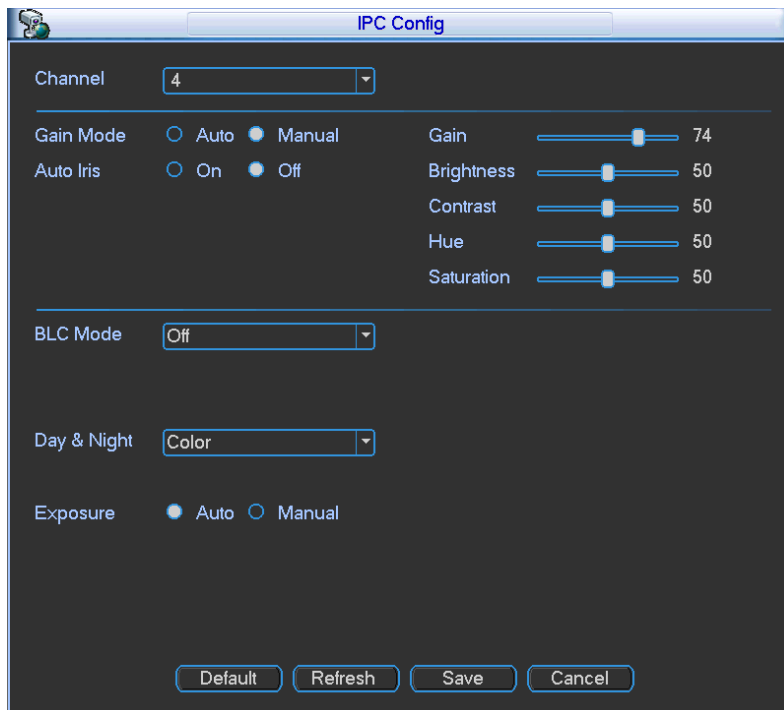 IPC Config
Channel 4
Gain Mode Auto Manual Gain 74
Auto Iris On Off Brightness 50
Contrast 50
Hue 50
Saturation 50
BLC Mode Off
Day & Night Color
Exposure Auto Manual
Default Refresh Save Cancel